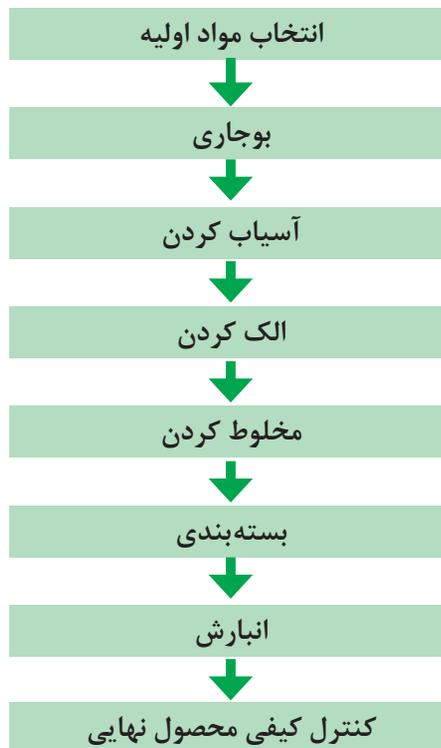 انتخاب مواد اولیه
بوجاری
آسیاب کردن
الک کردن
مخلوط کردن
بسته‌بندی
انبارش
کنترل کیفی محصول نهایی